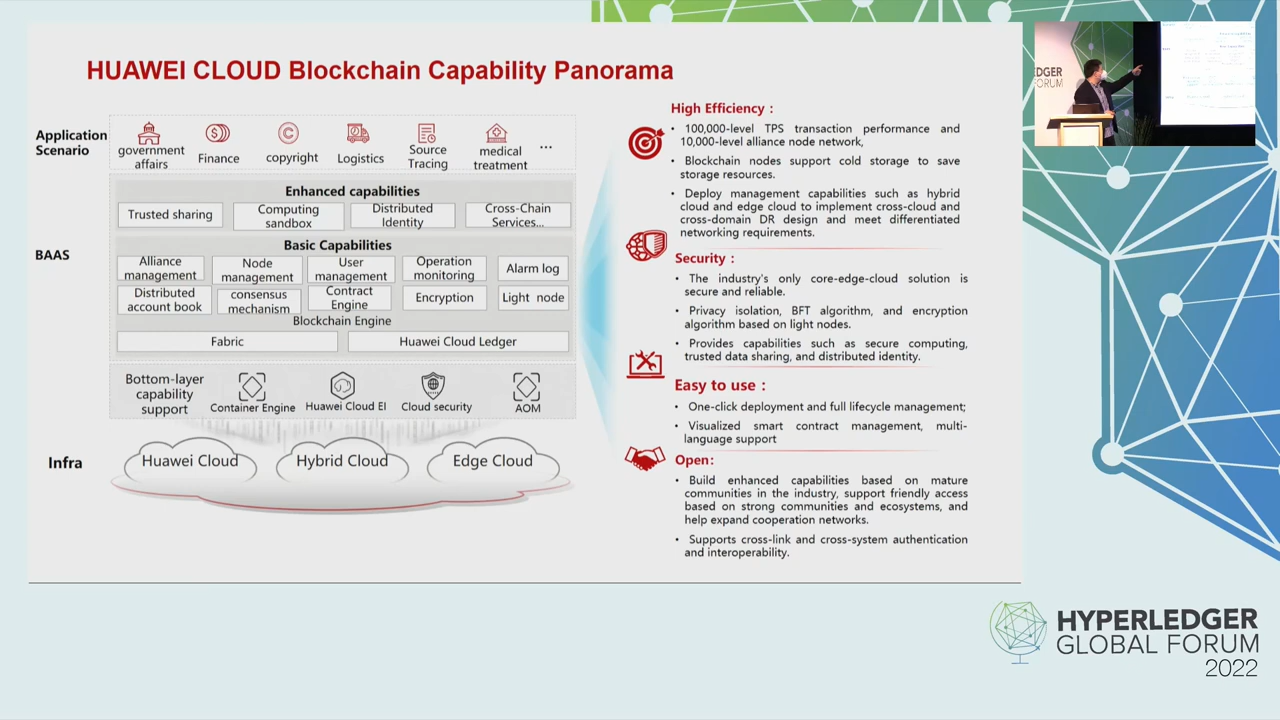 HUAWEI CLOUD Blockchain Capability Panorama
Application
Scenario
government
affairs
Finance
copyright
Logistics
Source
Tracing
medical
treatment
...
BAAS
Enhanced capabilities
Trusted sharing
Computing
sandbox
Distributed
Identity
Cross-Chain
Services...
Basic Capabilities
Alliance
management
Node
management
User
management
Operation
monitoring
Alarm log
Distributed
account book
consensus
mechanism
Contract
Engine
Encryption
Light node
Blockchain Engine
Fabric
Huawei Cloud Ledger
Bottom-layer
capability
support
Container Engine
Huawei Cloud EI
Cloud security
AOM
Infra
Huawei Cloud
Hybrid Cloud
Edge Cloud
High Efficiency :
• 100,000-level TPS transaction performance and
10,000-level alliance node network,
• Blockchain nodes support cold storage to save
storage resources.
• Deploy management capabilities such as hybrid
cloud and edge cloud to implement cross-cloud and
cross-domain DR design and meet differentiated
networking requirements.
Security :
• The industry's only core-edge-cloud solution is
secure and reliable.
• Privacy isolation, BFT algorithm, and encryption
algorithm based on light nodes.
• Provides capabilities such as secure computing,
trusted data sharing, and distributed identity.
Easy to use :
• One-click deployment and full lifecycle management;
• Visualized smart contract management, multi-
language support
Open:
• Build enhanced capabilities based on mature
communities in the industry, support friendly access
based on strong communities and ecosystems, and
help expand cooperation networks.
• Supports cross-link and cross-system authentication
and interoperability.
DGER
FORUM
HYPERLEDGER
GLOBAL FORUM
2022